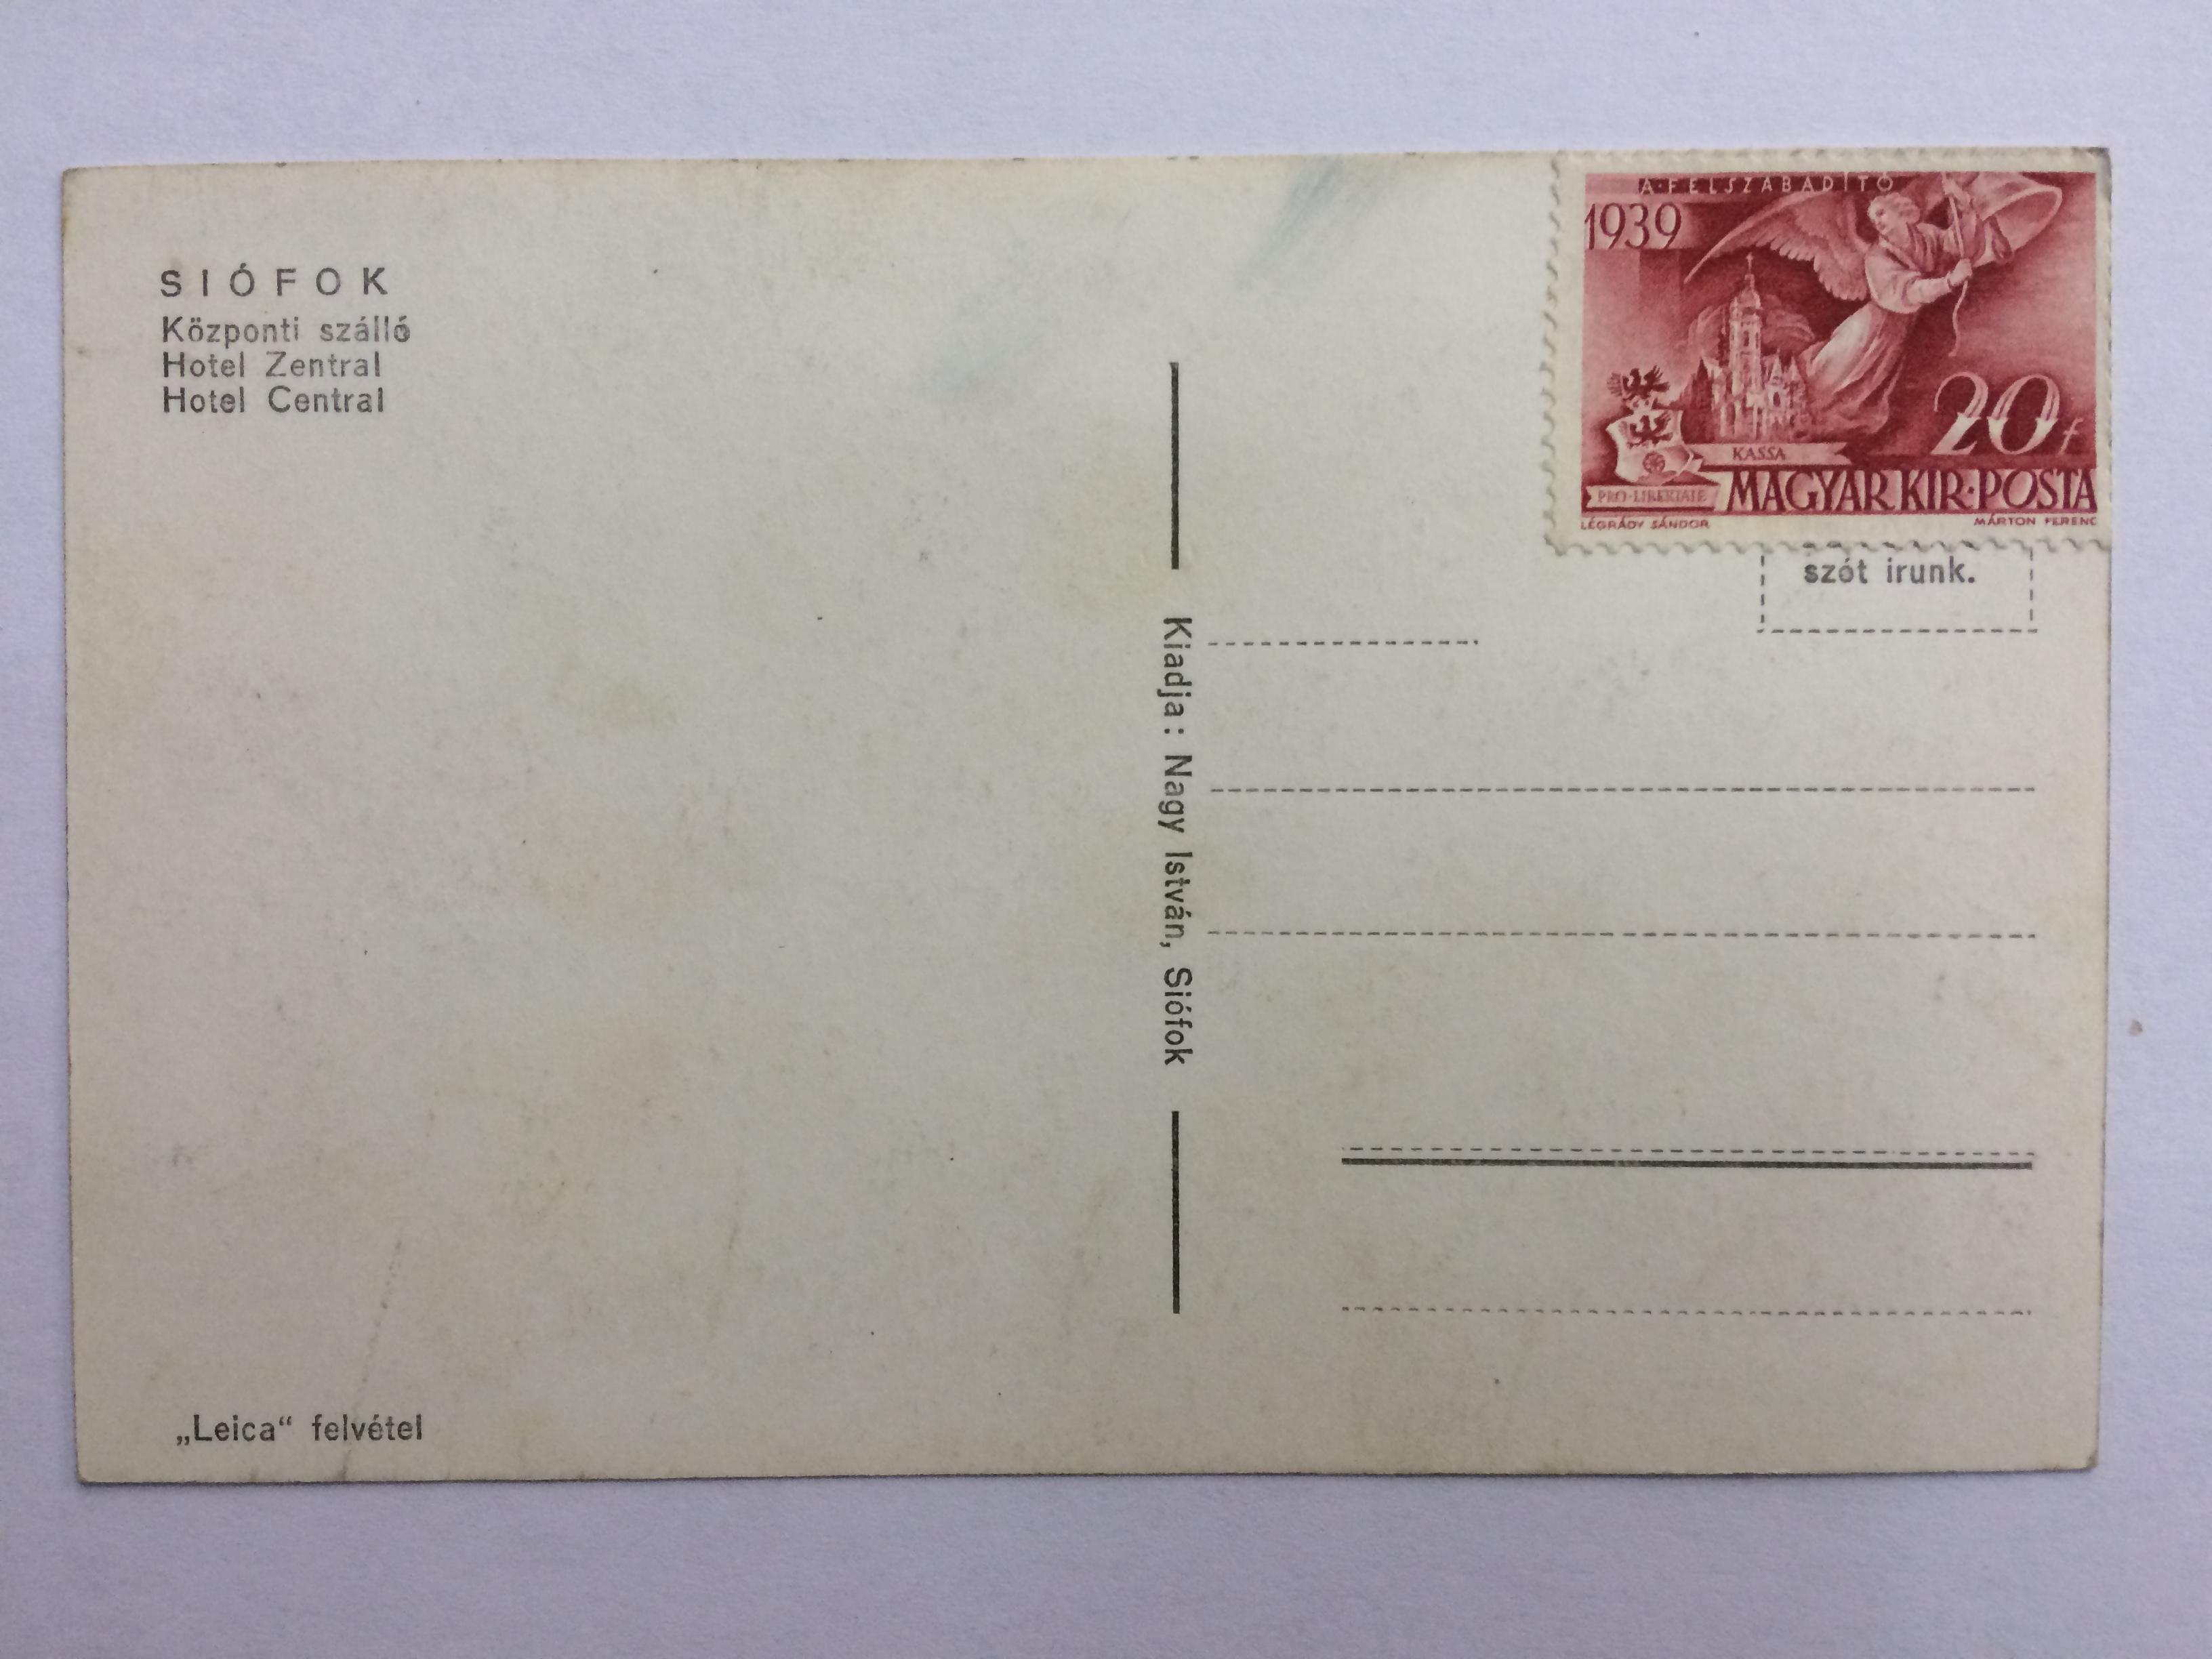 SIÓFOK
Központi szálló
Hotel Zentral
Hotel Central
„Leica“ felvétel
Kiadja: Nagy István, Siófok
A·FELSZABADÍTÓ
1939
20f
KASSA
PRO·LIBERTATE
MAGYAR KIR·POSTA
LÉGRÁDY SÁNDOR
MÁRTON FERENC
szót irunk.